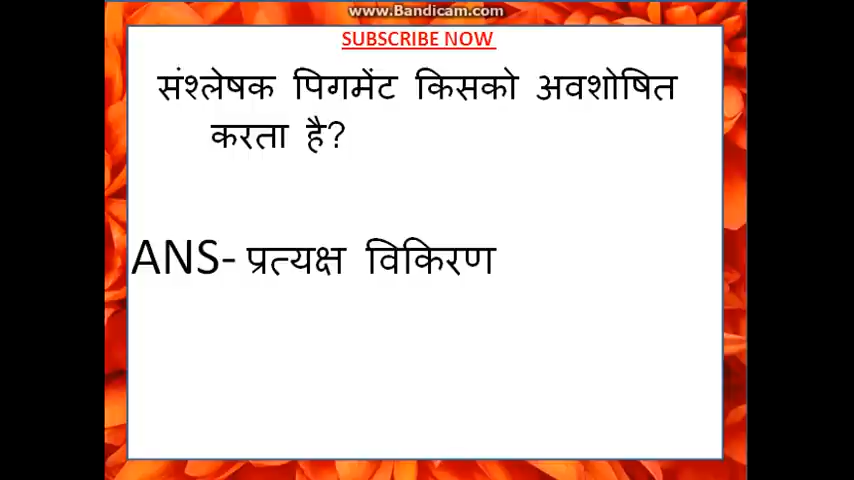 www.Bandicam.com
SUBSCRIBE NOW
संश्लेषक पिगमेंट किसको अवशोषित
करता है?
ANS- प्रत्यक्ष विकिरण